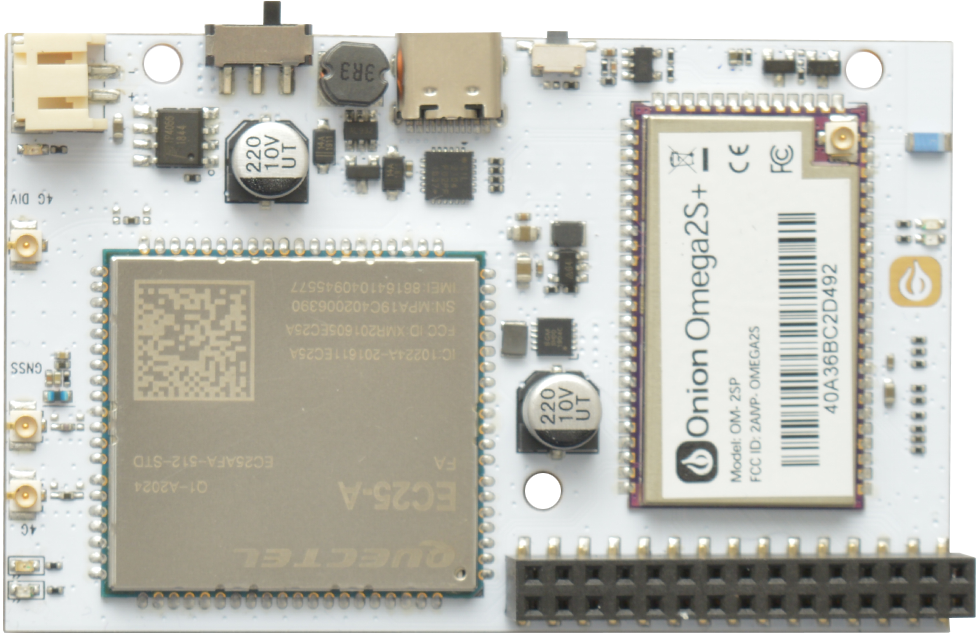 3R3
220
10V
UT
4G DIV
GNSS
4G
IMEI: 861641040945577
SN:MPA19C402006390
FCC ID:XMR201605EC25A
IC:10224A-201611EC25A
EC25AFA-512-STD
FA
Q1-A2024
EC25-A
QUECTEL
220
10V
UT
Onion Omega2S+
Model: OM- 2SP
FCC ID: 2AJVP- OMEGA2S
40A36BC2D492
CE
FC